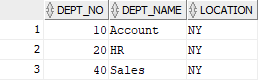 DEPT_NO DEPT_NAME LOCATION
1 10 Account NY
2 20 HR NY
3 40 Sales NY